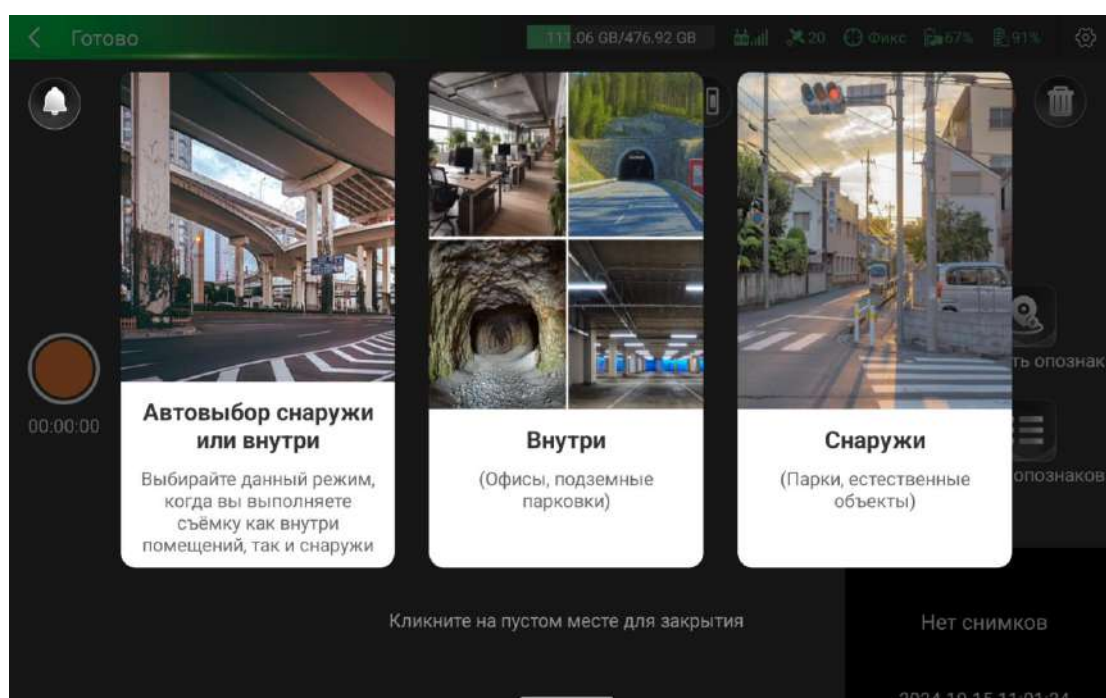 Готово
111.06 GB/476.92 GB
20
Фикс
67%
91%
00:00:00
Автовыбор снаружи
или внутри
Выбирайте данный режим,
когда вы выполняете
съёмку как внутри
помещений, так и снаружи
Внутри
(Офисы, подземные
парковки)
Снаружи
(Парки, естественные
объекты)
опознаков
Кликните на пустом месте для закрытия
Нет снимков